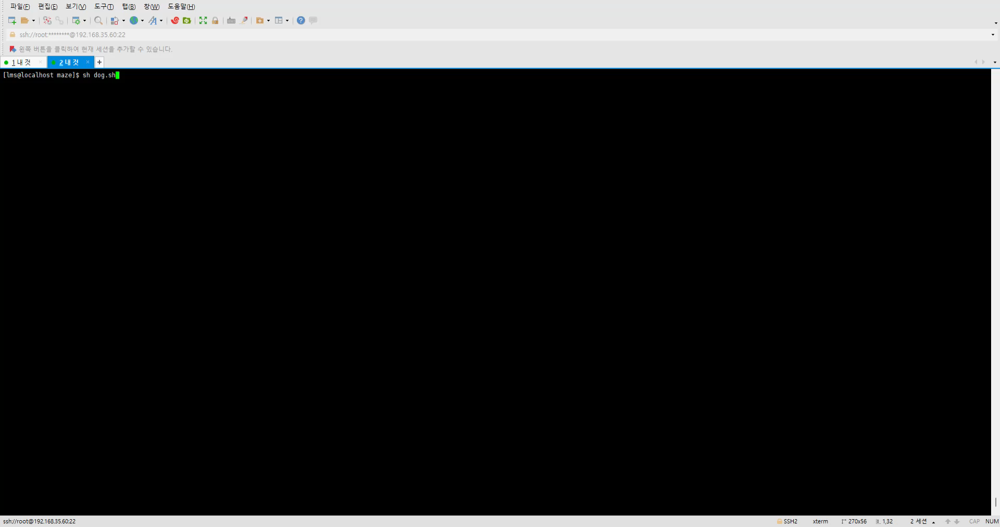 파일(F) 편집(E) 보기(V) 도구(T) 탭(B) 창(W) 도움말(H)
ssh://root:********@192.168.35.60:22
왼쪽 버튼을 클릭하여 현재 세션을 추가할 수 있습니다.
1 내 것 × 2 내 것 × +
[lms@localhost maze]$ sh dog.sh
ssh://root@192.168.35.60:22 SSH2 xterm 270x56 1,32 2 세션 CAP NUM